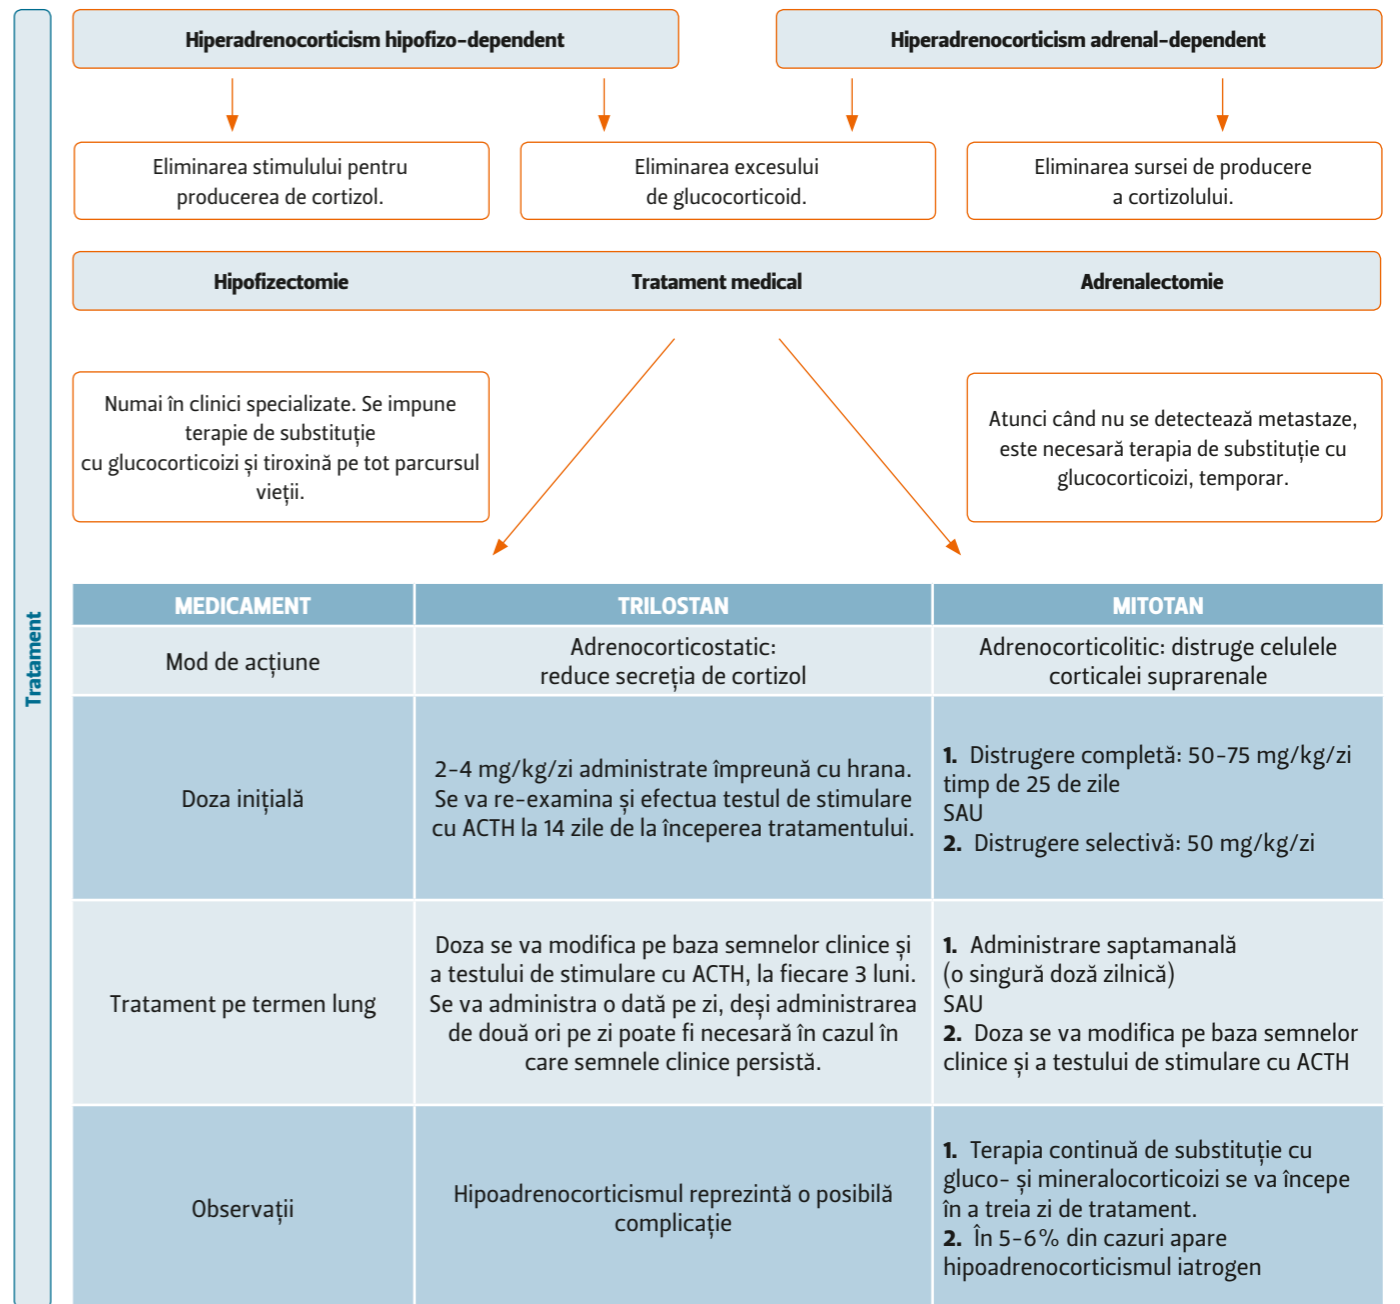 Tratament
Hiperadrenocorticism hipofizo-dependent
Hiperadrenocorticism adrenal-dependent
Eliminarea stimulului pentru
producerea de cortizol.
Eliminarea excesului
de glucocorticoid.
Eliminarea sursei de producere
a cortizolului.
Hipofizectomie
Tratament medical
Adrenalectomie
Numai în clinici specializate. Se impune
terapie de substituție
cu glucocorticoizi și tiroxină pe tot parcursul
vieții.
Atunci când nu se detectează metastaze,
este necesară terapia de substituție cu
glucocorticoizi, temporar.
MEDICAMENT
TRILOSTAN
MITOTAN
Mod de acțiune
Adrenocorticostatic:
reduce secreția de cortizol
Adrenocorticolitic: distruge celulele
corticalei suprarenale
Doza inițială
2-4 mg/kg/zi administrate împreună cu hrana.
Se va re-examina și efectua testul de stimulare
cu ACTH la 14 zile de la începerea tratamentului.
1. Distrugere completă: 50-75 mg/kg/zi
timp de 25 de zile
SAU
2. Distrugere selectivă: 50 mg/kg/zi
Tratament pe termen lung
Doza se va modifica pe baza semnelor clinice și
a testului de stimulare cu ACTH, la fiecare 3 luni.
Se va administra o dată pe zi, deși administrarea
de două ori pe zi poate fi necesară în cazul în
care semnele clinice persistă.
1. Administrare saptamanală
(o singură doză zilnică)
SAU
2. Doza se va modifica pe baza semnelor
clinice și a testului de stimulare cu ACTH
Observații
Hipoadrenocorticismul reprezintă o posibilă
complicație
1. Terapia continuă de substituție cu
gluco- și mineralocorticoizi se va începe
în a treia zi de tratament.
2. În 5-6% din cazuri apare
hipoadrenocorticismul iatrogen